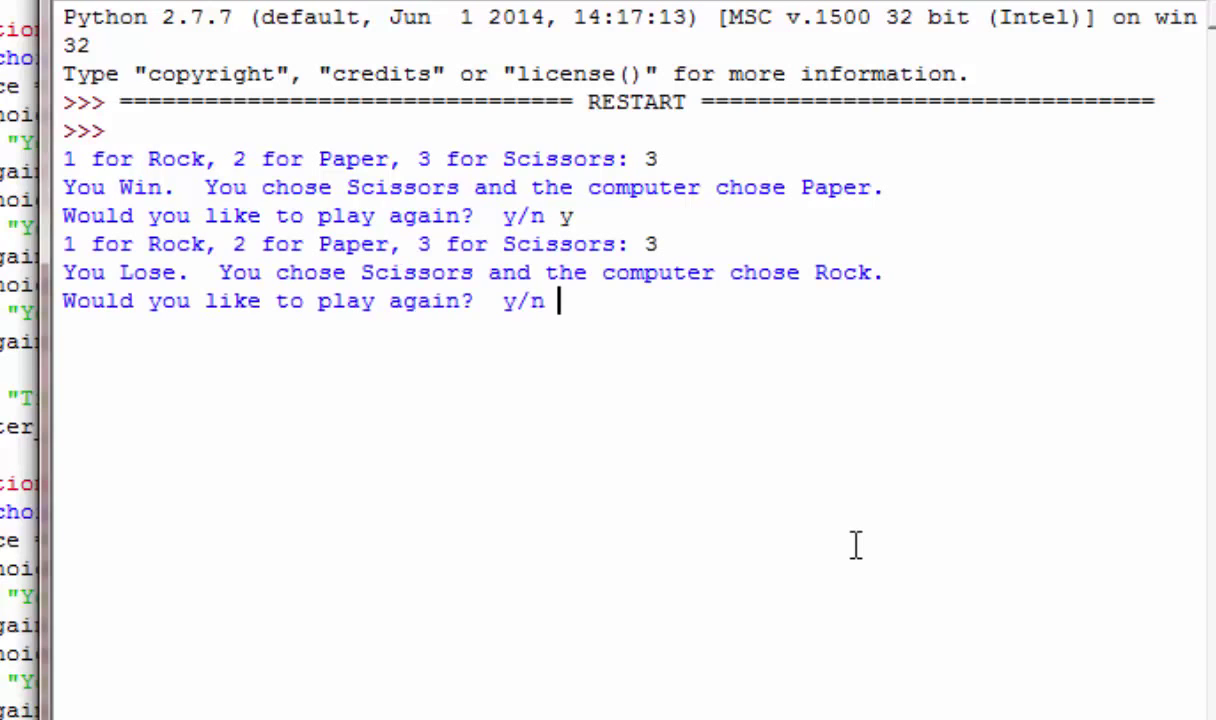 Python 2.7.7 (default, Jun  1 2014, 14:17:13) [MSC v.1500 32 bit (Intel)] on win
32
Type "copyright", "credits" or "license()" for more information.
>>> ================================ RESTART ================================
>>>
1 for Rock, 2 for Paper, 3 for Scissors: 3
You Win.  You chose Scissors and the computer chose Paper.
Would you like to play again?  y/n y
1 for Rock, 2 for Paper, 3 for Scissors: 3
You Lose.  You chose Scissors and the computer chose Rock.
Would you like to play again?  y/n